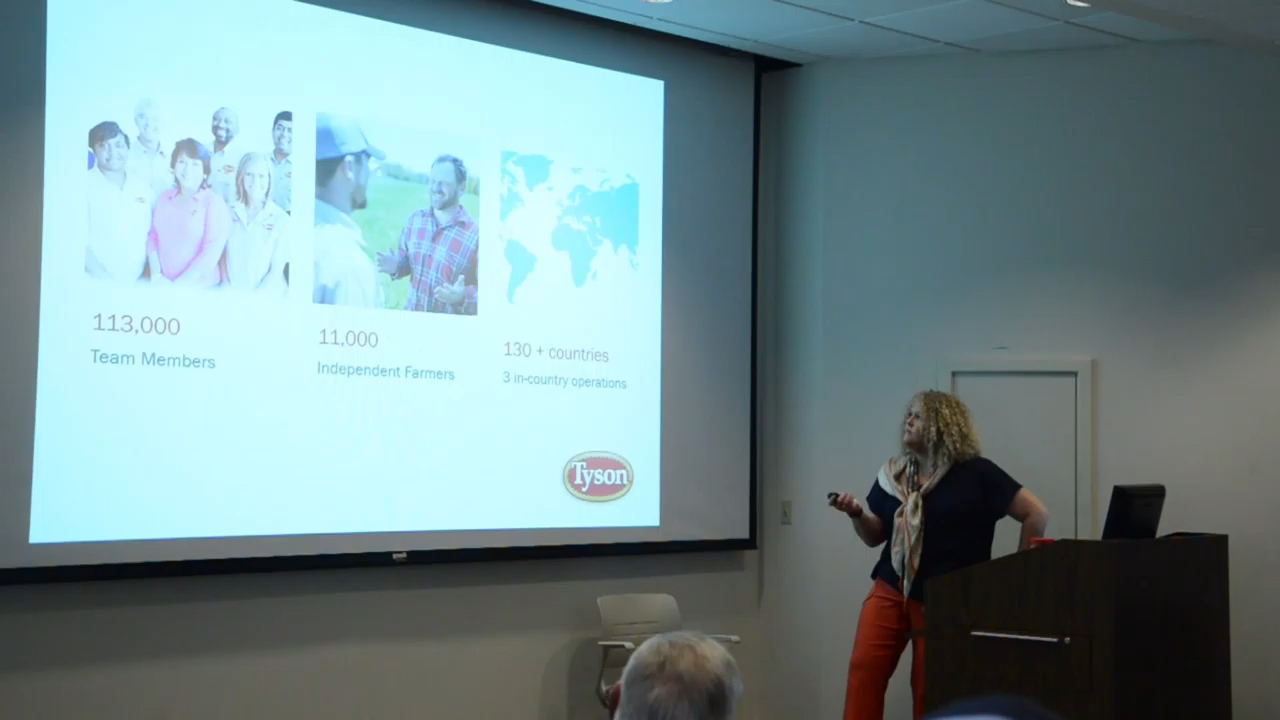 113,000
Team Members
11,000
Independent Farmers
130 + countries
3 in-country operations
Tyson